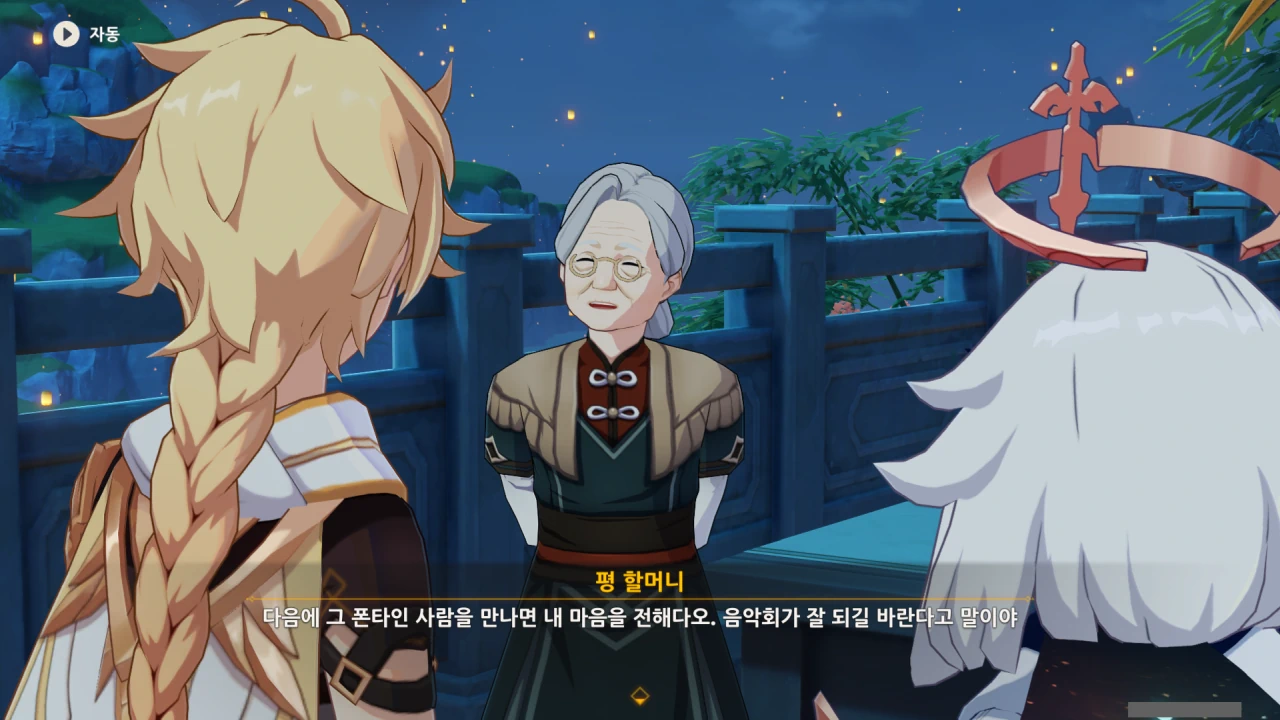 자동
평 할머니
다음에 그 폰타인 사람을 만나면 내 마음을 전해다오. 음악회가 잘 되길 바란다고 말이야